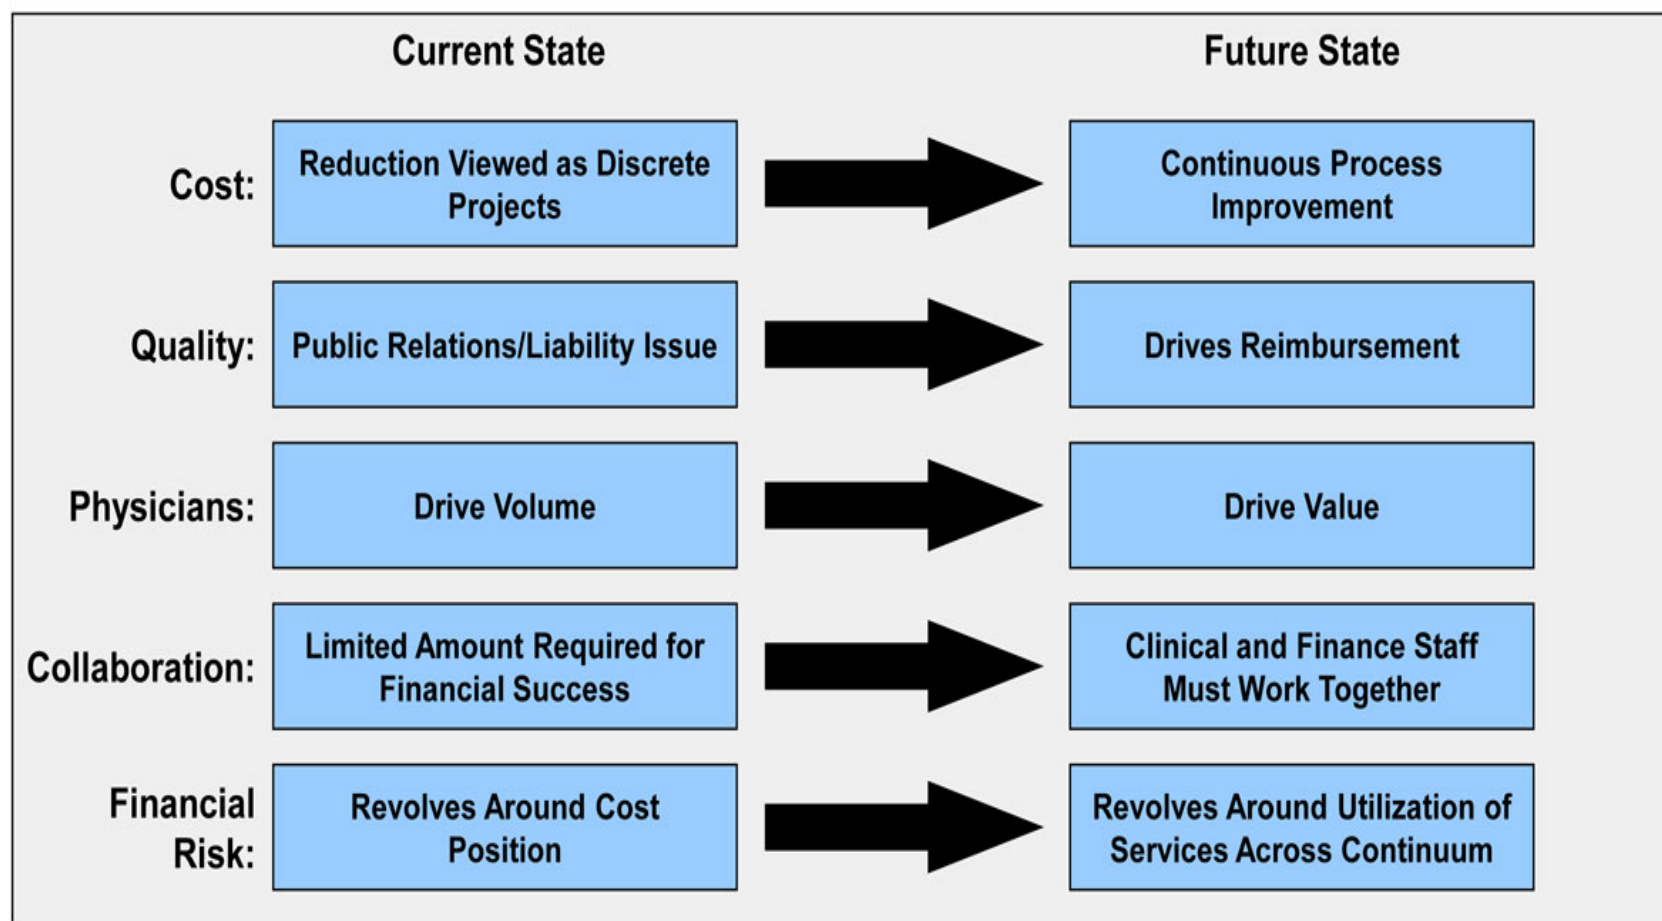 Current State
Future State
Cost:
Reduction Viewed as Discrete
Projects
Continuous Process
Improvement
Quality:
Public Relations/Liability Issue
Drives Reimbursement
Physicians:
Drive Volume
Drive Value
Collaboration:
Limited Amount Required for
Financial Success
Clinical and Finance Staff
Must Work Together
Financial
Risk:
Revolves Around Cost
Position
Revolves Around Utilization of
Services Across Continuum